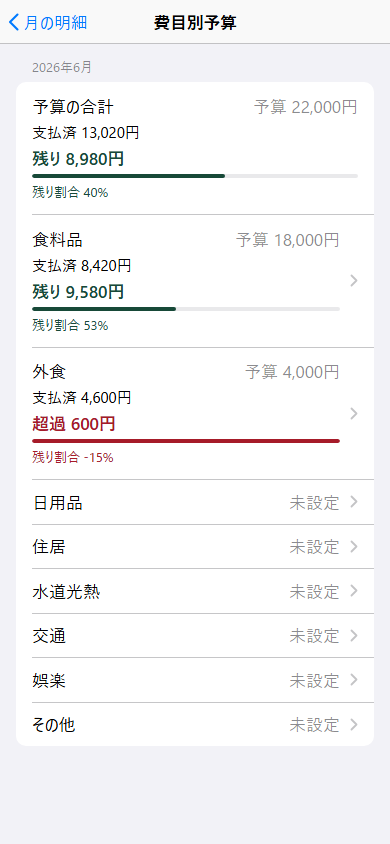 月の明細
費目別予算
2026年6月
予算の合計 予算 22,000円
支払済 13,020円
残り 8,980円
残り割合 40%
食料品 予算 18,000円
支払済 8,420円
残り 9,580円
残り割合 53%
外食 予算 4,000円
支払済 4,600円
超過 600円
残り割合 -15%
日用品 未設定
住居 未設定
水道光熱 未設定
交通 未設定
娯楽 未設定
その他 未設定